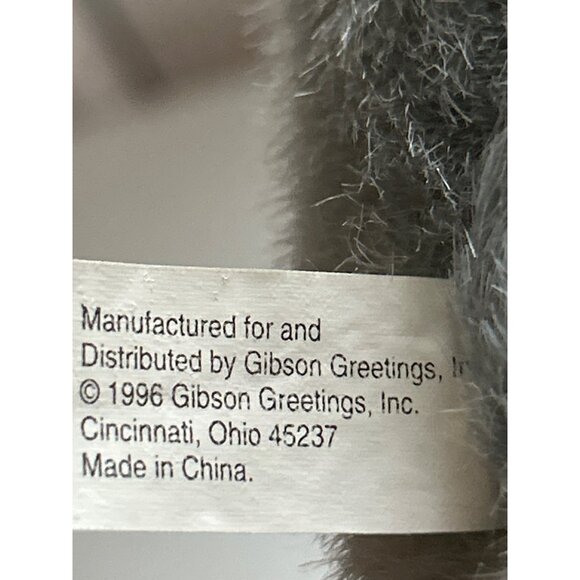 Manufactured for and
Distributed by Gibson Greetings,
© 1996 Gibson Greetings, Inc.
Cincinnati, Ohio 45237
Made in China.